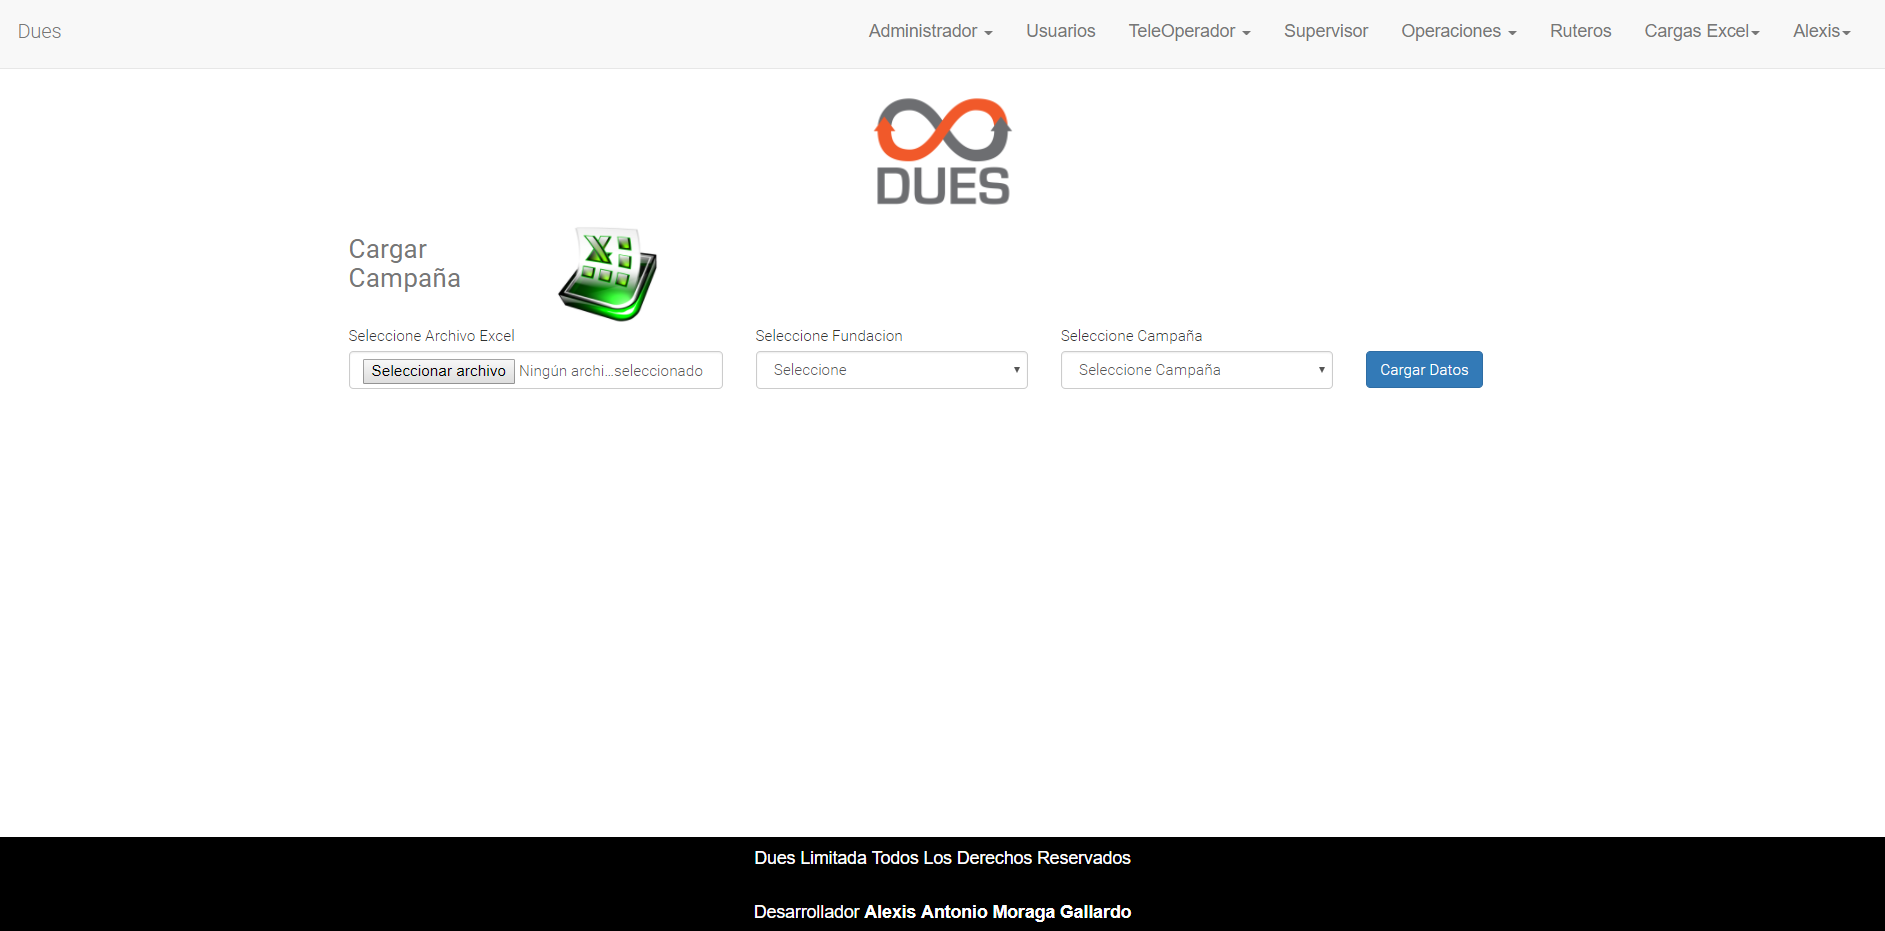 Dues
Administrador
Usuarios
TeleOperador
Supervisor
Operaciones
Ruteros
Cargas Excel
Alexis
DUES
Cargar
Campaña
Seleccione Archivo Excel
Seleccionar archivo Ningún archi...seleccionado
Seleccione Fundacion
Seleccione
Seleccione Campaña
Seleccione Campaña
Cargar Datos
Dues Limitada Todos Los Derechos Reservados
Desarrollador Alexis Antonio Moraga Gallardo